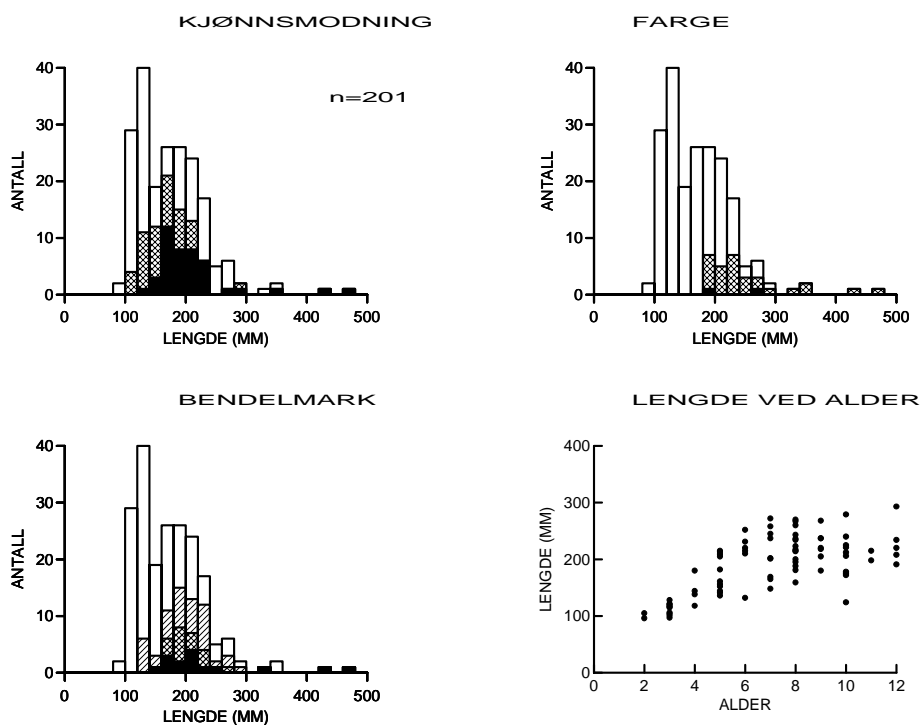 KJØNNSMODNING
n=201
ANTALL
40
30
20
10
0
0 100 200 300 400 500
LENGDE (MM)
FARGE
ANTALL
40
30
20
10
0
0 100 200 300 400 500
LENGDE (MM)
BENDELMARK
ANTALL
40
30
20
10
0
0 100 200 300 400 500
LENGDE (MM)
LENGDE VED ALDER
LENGDE (MM)
400
300
200
100
0
0 2 4 6 8 10 12
ALDER